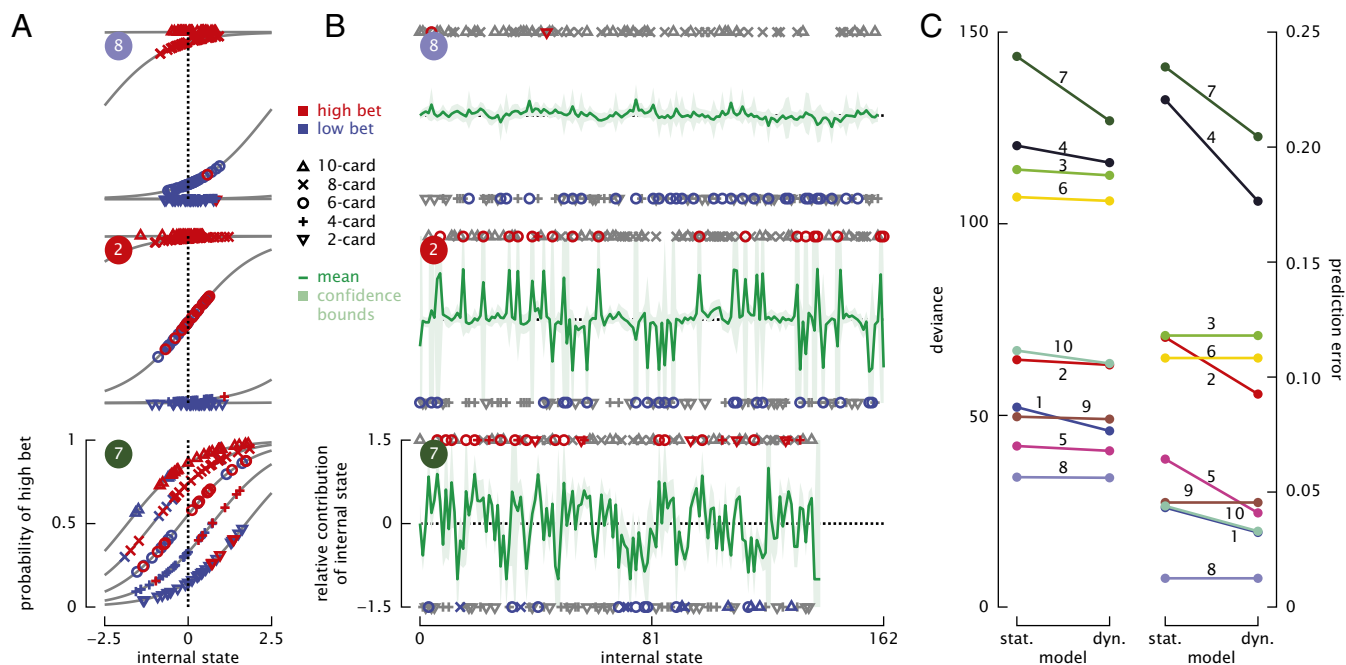 A
8
2
7
probability of high bet
1
0.5
0
−2.5
0
2.5
internal state
high bet
low bet
10-card
8-card
6-card
4-card
2-card
mean
confidence
bounds
B
8
2
7
relative contribution
of internal state
1.5
0
−1.5
0
81
162
internal state
C
150
100
50
0
deviance
7
4
3
6
10
2
1
9
5
8
stat.
dyn.
model
7
4
3
6
2
5
9
10
1
8
stat.
dyn.
model
0.25
0.20
0.15
0.10
0.05
0
prediction error